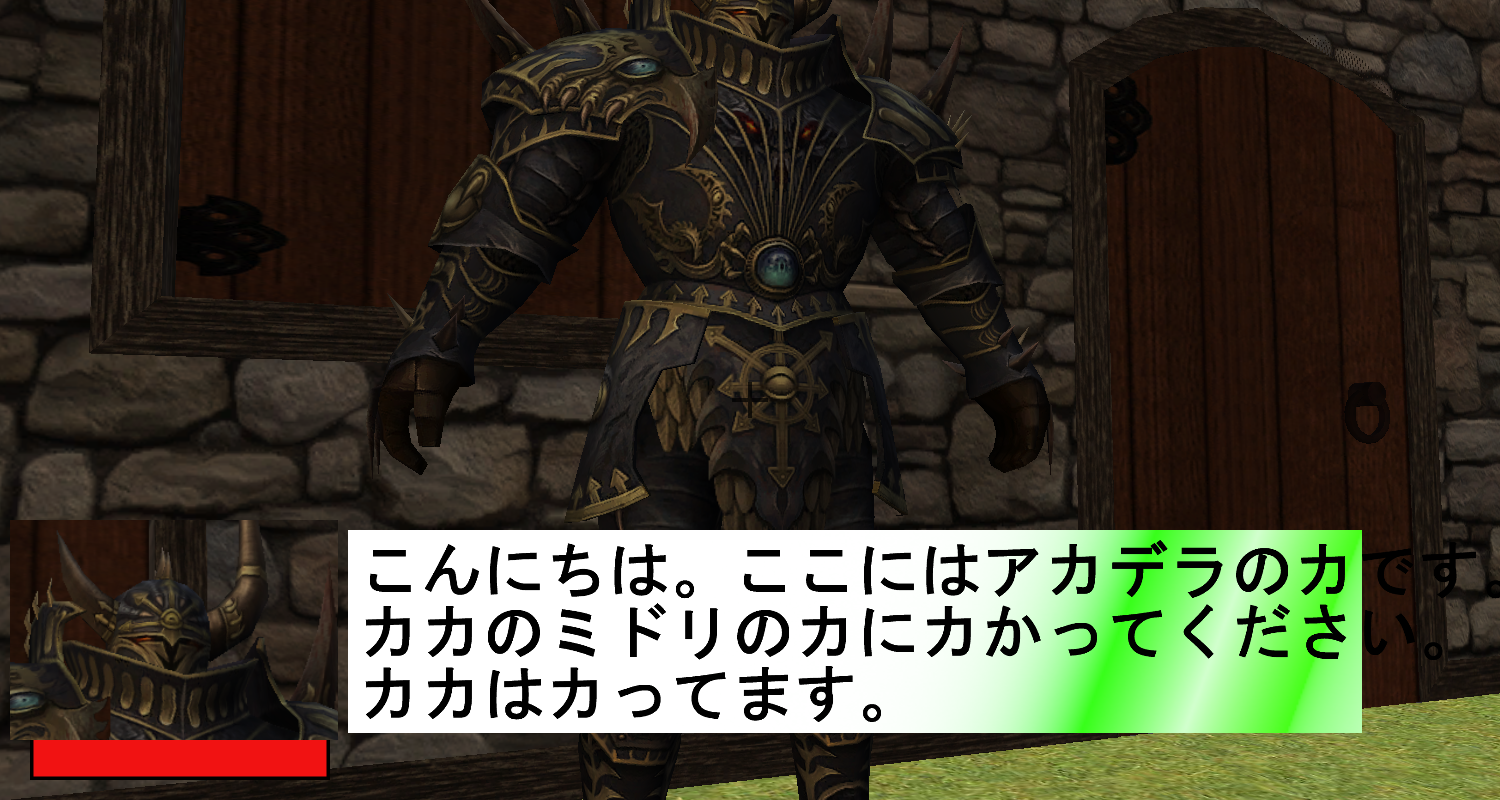 こんにちは。ここにはアカデラのカです。
カカのミドリのカにカかってください。
カカはカってます。